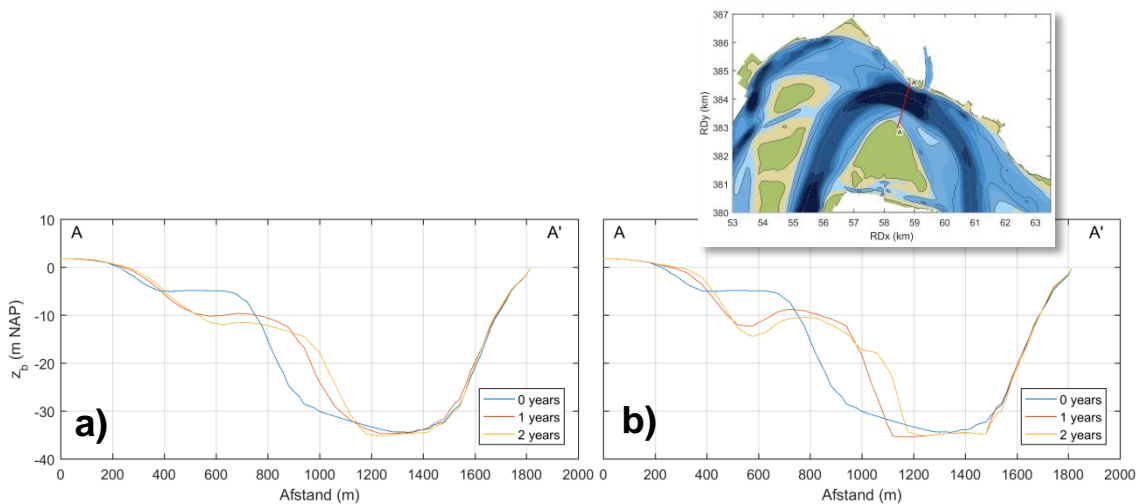 387
386
385
384
383
382
381
380
RDy (km)
A'
A
53 54 55 56 57 58 59 60 61 62 63
RDx (km)
10
0
-10
-20
-30
-40
z_b (m NAP)
A A'
a)
0 years
1 years
2 years
0 200 400 600 800 1000 1200 1400 1600 1800 2000
Afstand (m)
A A'
b)
0 years
1 years
2 years
0 200 400 600 800 1000 1200 1400 1600 1800 2000
Afstand (m)